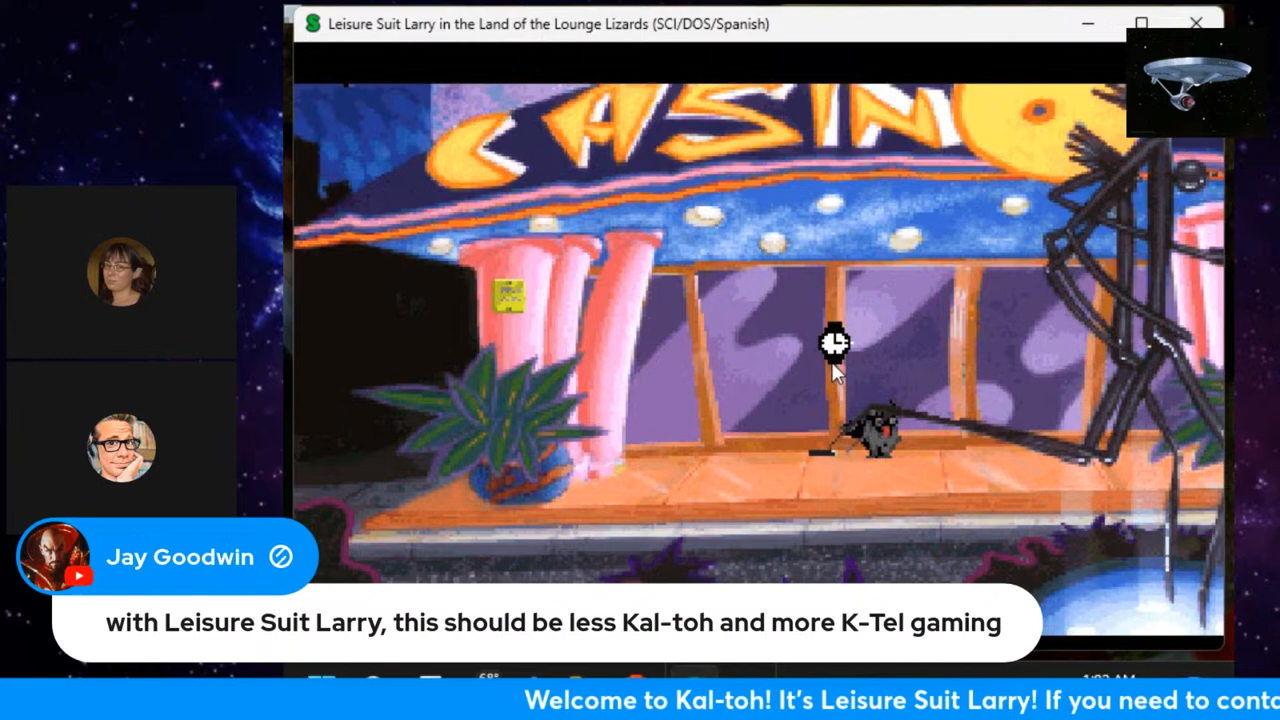 Leisure Suit Larry in the Land of the Lounge Lizards (SCI/DOS/Spanish)
CASINO
Jay Goodwin
with Leisure Suit Larry, this should be less Kal-toh and more K-Tel gaming
Welcome to Kal-toh! It's Leisure Suit Larry! If you need to conta